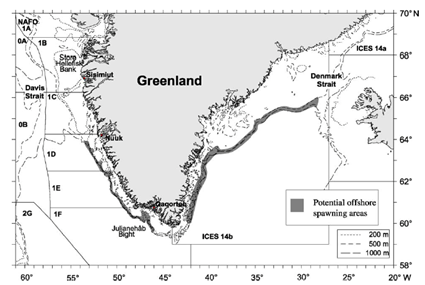 70° N
NAFO
1A
0A
1B
Store
Hellefisk
Bank
Sisimiut
Greenland
ICES 14a
68°
Denmark
Strait
Davis
Strait
1C
66°
0B
Nuuk
64°
1D
1E
62°
2G
1F
Qaqortoq
Julianehåb
Bight
ICES 14b
Potential offshore
spawning areas
60°
200 m
500 m
1000 m
58°
60°
55°
50°
45°
40°
35°
30°
25°
20° W